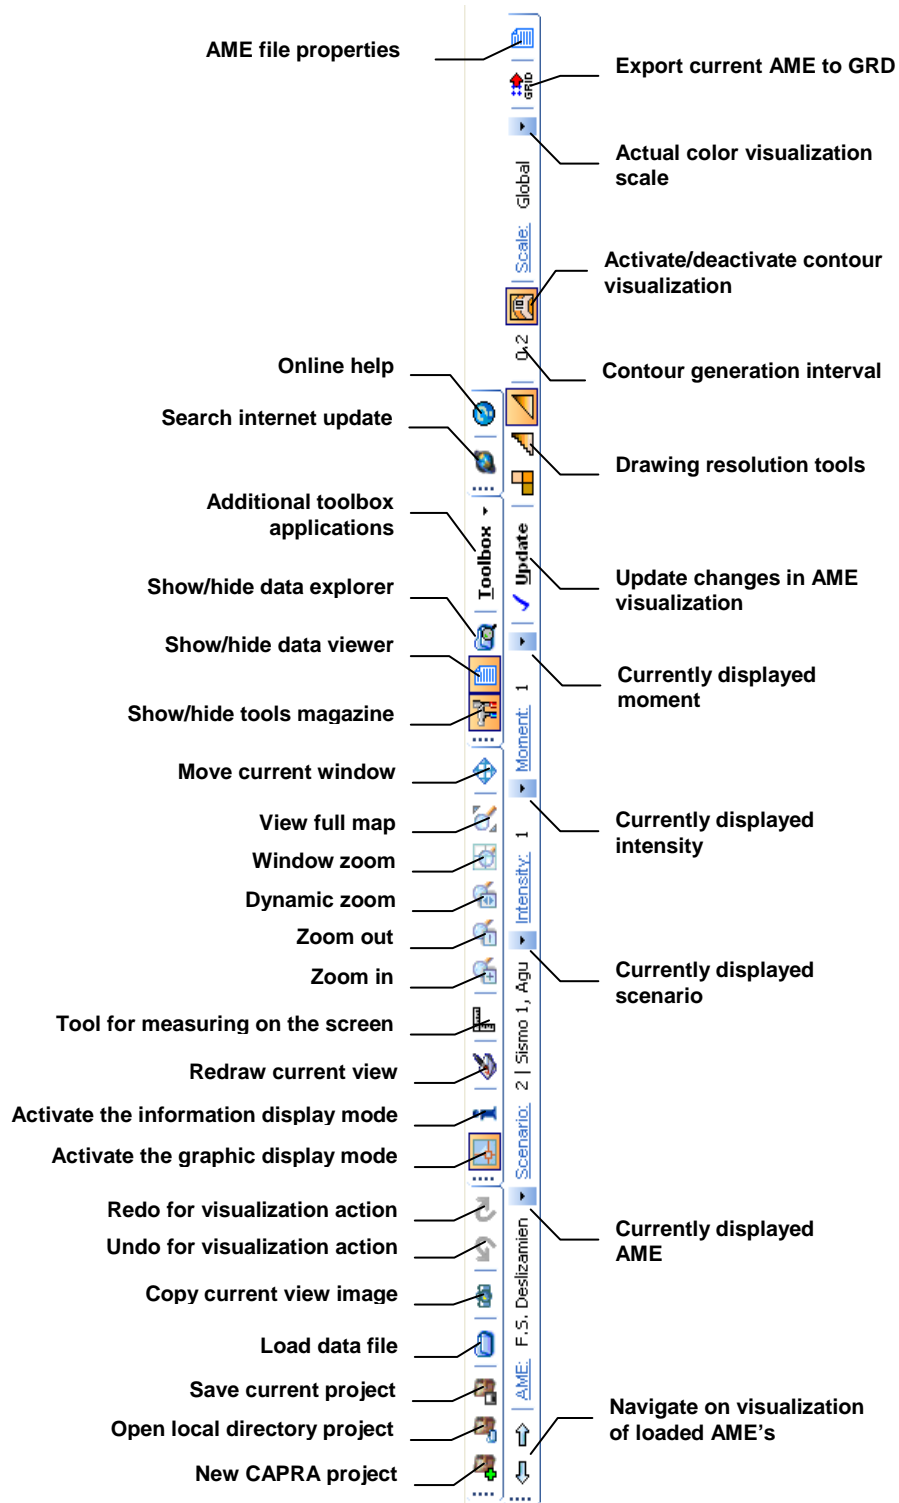 AME file properties
Online help
Search internet update
Additional toolbox
applications
Show/hide data explorer
Show/hide data viewer
Show/hide tools magazine
Move current window
View full map
Window zoom
Dynamic zoom
Zoom out
Zoom in
Tool for measuring on the screen
Redraw current view
Activate the information display mode
Activate the graphic display mode
Redo for visualization action
Undo for visualization action
Copy current view image
Load data file
Save current project
Open local directory project
New CAPRA project
Toolbox
AME: F.S. Deslizamien Scenario: 2 | Sismo 1, Agu Intensity: 1 Moment: 1 Update 0,2 Scale: Global GRID
Export current AME to GRD
Actual color visualization
scale
Activate/deactivate contour
visualization
Contour generation interval
Drawing resolution tools
Update changes in AME
visualization
Currently displayed
moment
Currently displayed
intensity
Currently displayed
scenario
Currently displayed
AME
Navigate on visualization
of loaded AME's